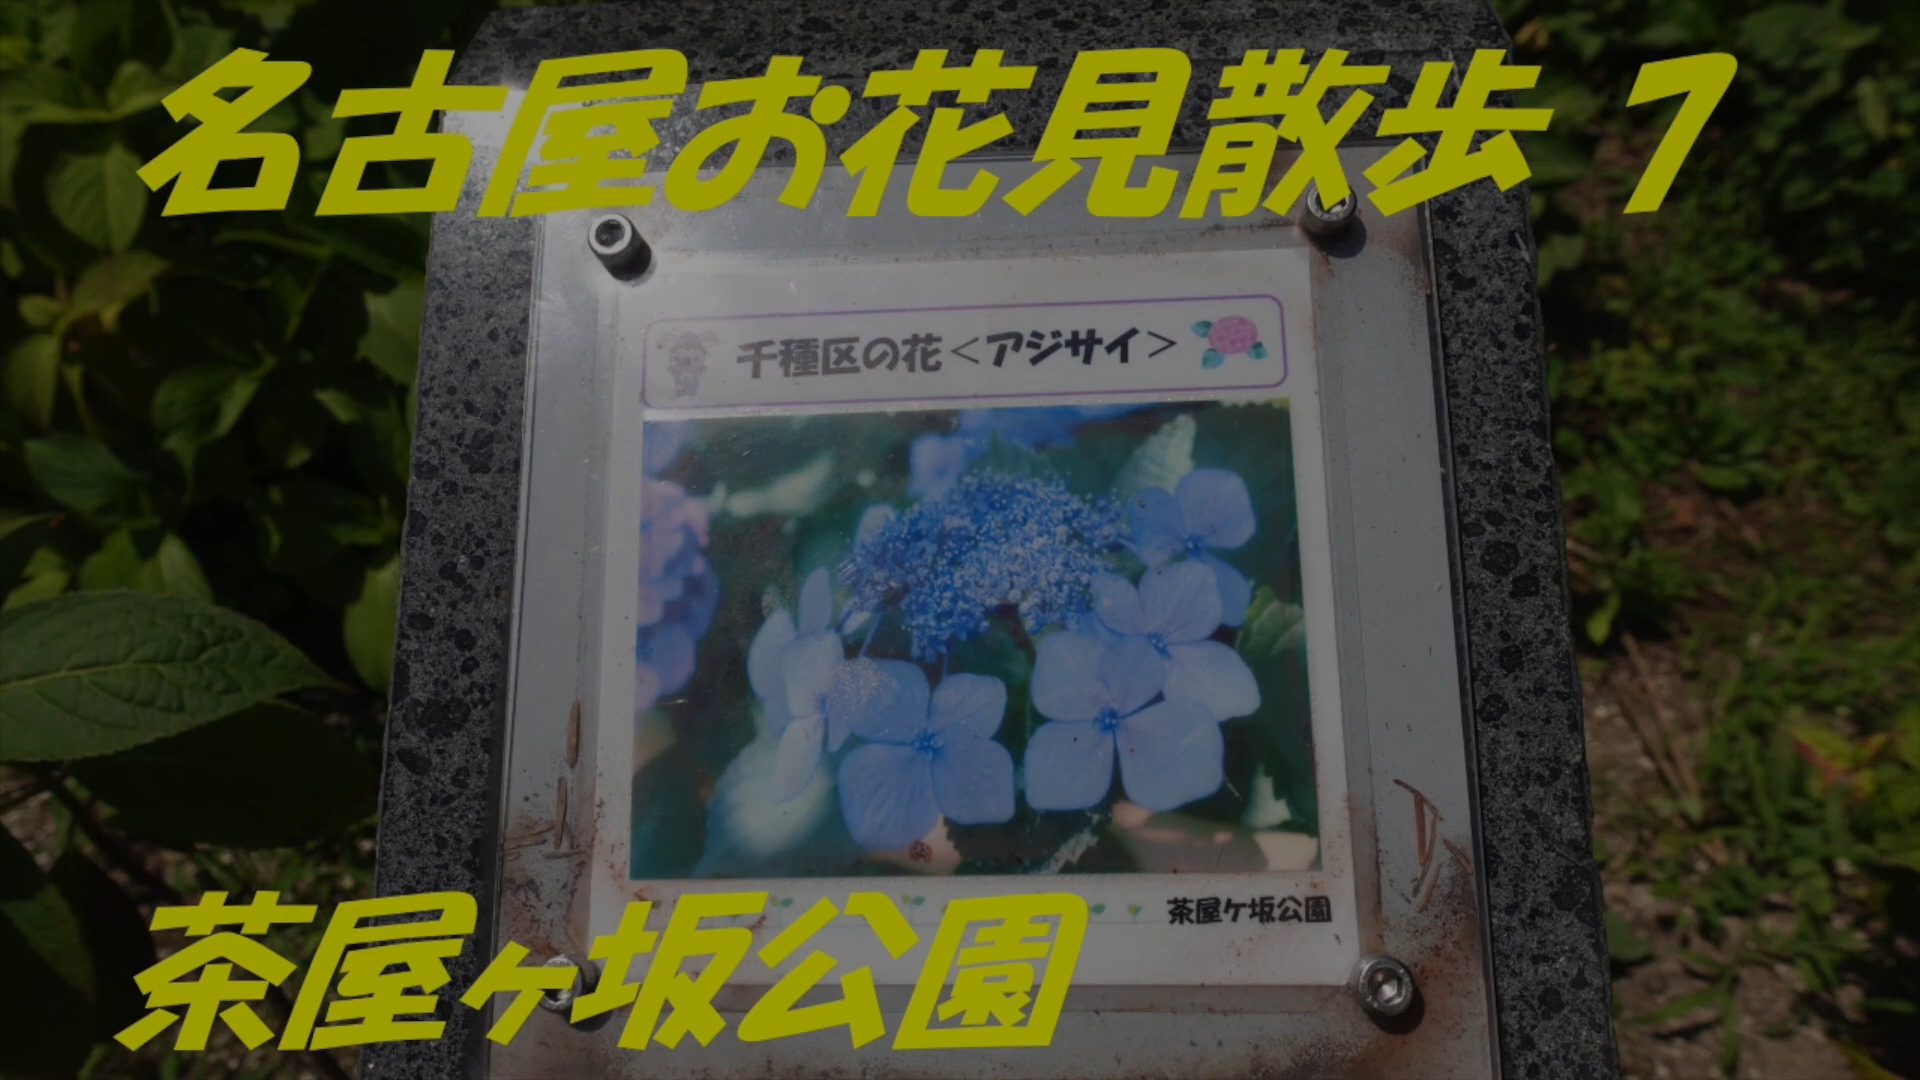 名古屋お花見散歩 7
千種区の花<アジサイ>
茶屋ケ坂公園
茶屋ヶ坂公園